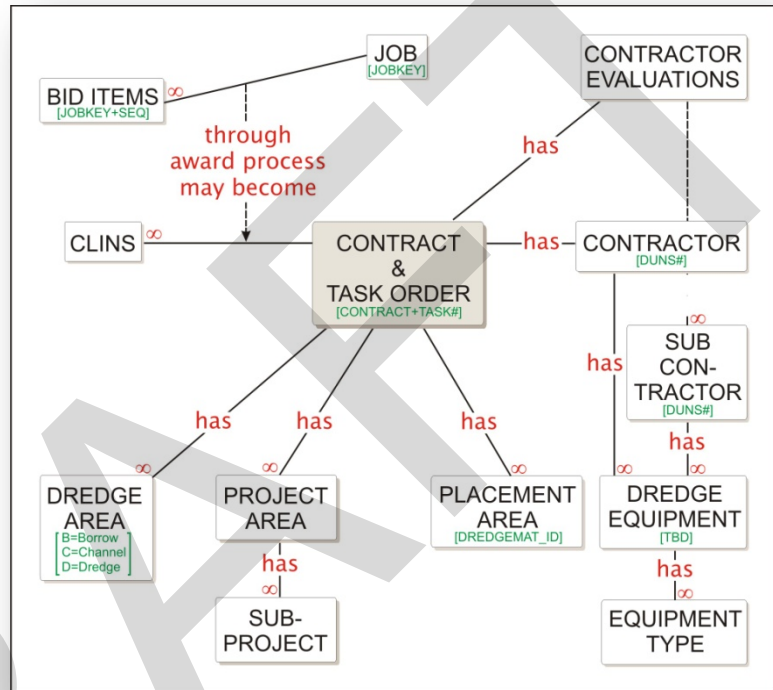 JOB
[JOBKEY]
CONTRACTOR
EVALUATIONS
∞
BID ITEMS
[JOBKEY+SEQ]
through
award process
may become
has
CLINS
∞
CONTRACT
&
TASK ORDER
[CONTRACT+TASK#]
has
CONTRACTOR
[DUNS#]
∞
SUB
CON-
TRACTOR
[DUNS#]
has
has
has
has
has
∞
∞
∞
∞
∞
DREDGE
AREA
B=Borrow
C=Channel
D=Dredge
PROJECT
AREA
PLACEMENT
AREA
[DREDGEMAT_ID]
DREDGE
EQUIPMENT
[TBD]
has
∞
has
∞
SUB-
PROJECT
EQUIPMENT
TYPE
DRAFT